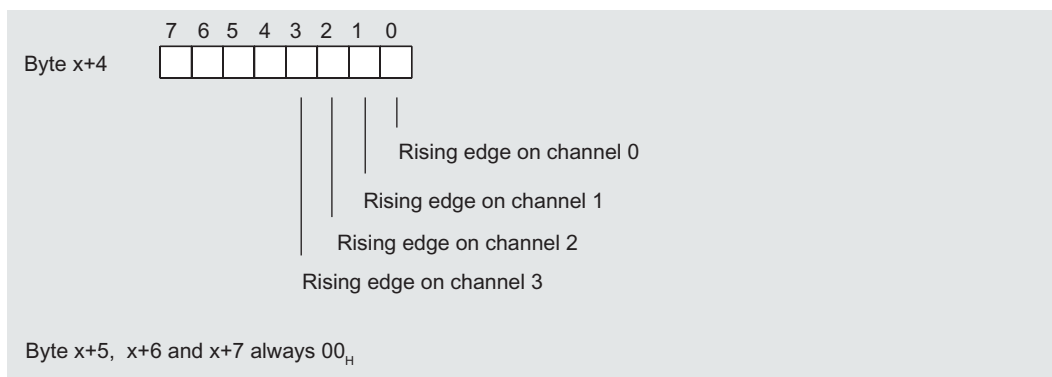 7 6 5 4 3 2 1 0
Byte x+4
Rising edge on channel 0
Rising edge on channel 1
Rising edge on channel 2
Rising edge on channel 3
Byte x+5, x+6 and x+7 always 00H